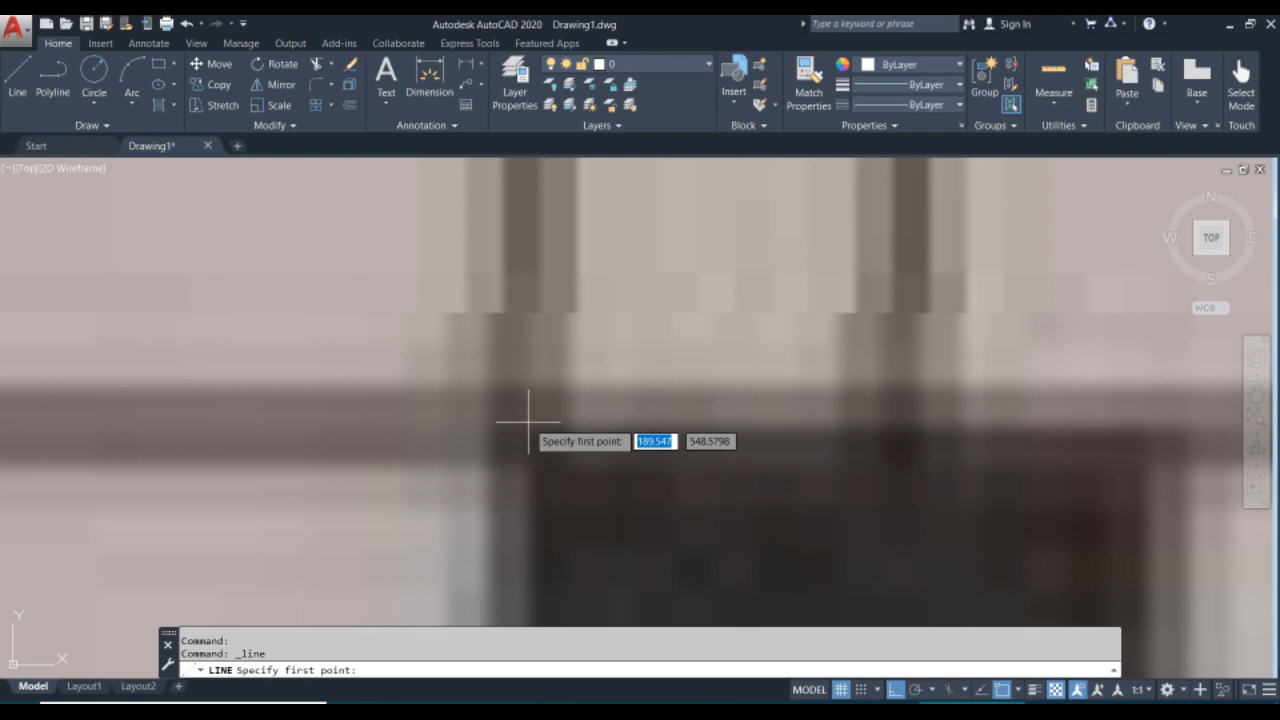 Autodesk AutoCAD 2020 Drawing1.dwg
Type a keyword or phrase
Sign In
Home Insert Annotate View Manage Output Add-ins Collaborate Express Tools Featured Apps
Line Polyline Circle Arc
Move Rotate
Copy Mirror
Stretch Scale
Text Dimension
Layer Properties
0
Insert
Match Properties
ByLayer
ByLayer
ByLayer
Group
Measure
Paste
Base
Select Mode
Draw Modify Annotation Layers Block Properties Groups Utilities Clipboard View Touch
Start Drawing1*
[−][Top][2D Wireframe]
N
W TOP E
S
WCS
Specify first point: 189.547 548.5798
Y
X
Command:
Command: _line
LINE Specify first point:
Model Layout1 Layout2
MODEL 1:1